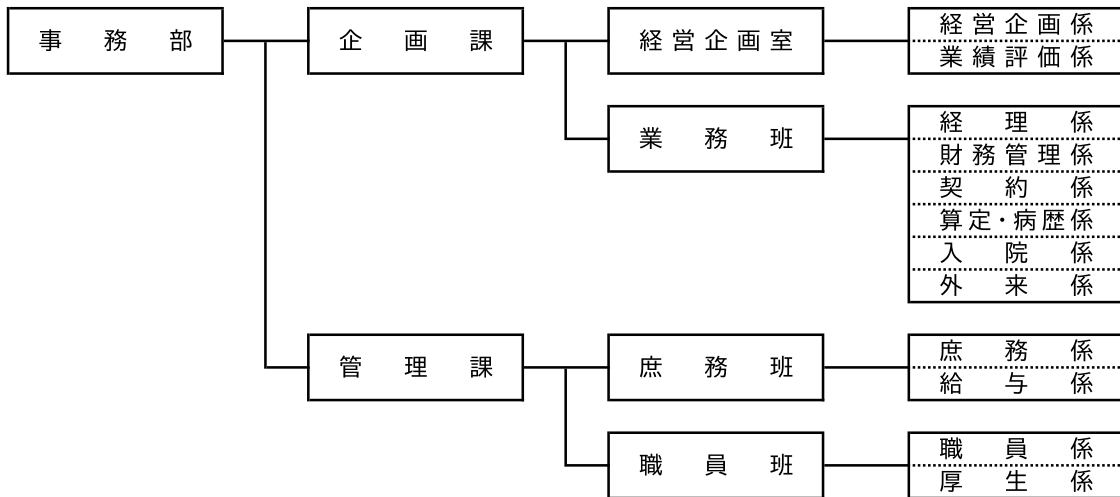 事務部
企画課
経営企画室
経営企画係
業績評価係
業務班
経理係
財務管理係
契約係
算定・病歴係
入院係
外来係
管理課
庶務班
庶務係
給与係
職員班
職員係
厚生係